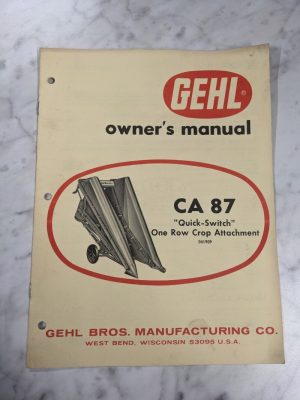 GEHL®
owner's manual
CA 87
"Quick-Switch"
One Row Crop Attachment
GEHL BROS. MANUFACTURING CO.
WEST BEND, WISCONSIN 53095 U.S.A.